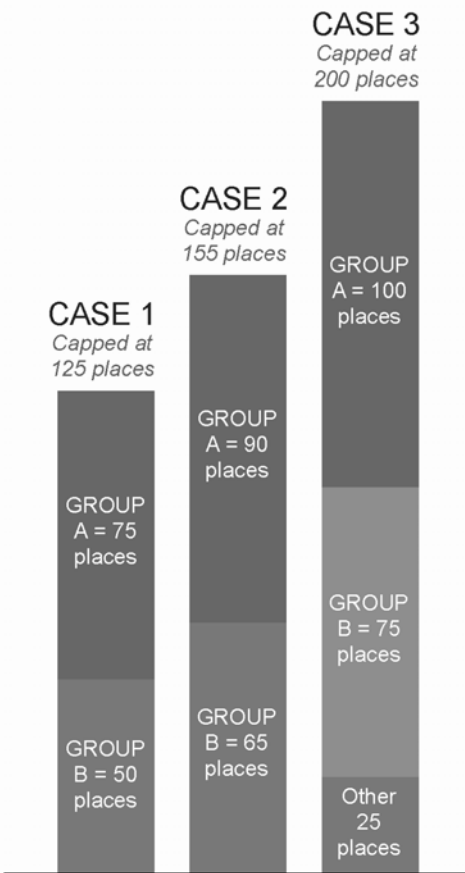 CASE 1
Capped at
125 places
GROUP
A = 75
places
GROUP
B = 50
places
CASE 2
Capped at
155 places
GROUP
A = 90
places
GROUP
B = 65
places
CASE 3
Capped at
200 places
GROUP
A = 100
places
GROUP
B = 75
places
Other
25
places